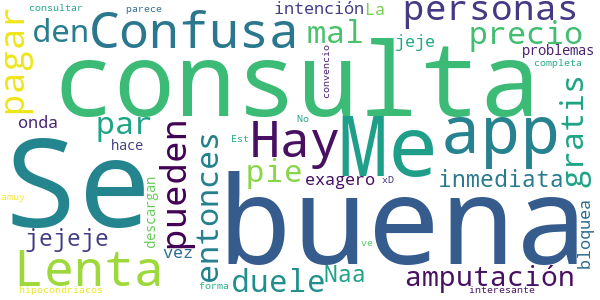 consultar
parece
intención
La
personas
pagar
den
Confusa
mal
jeje
precio
problemas
consulta
convencio
completa
onda
par
Se
hace
pueden
entonces
Hay
Me
app
gratis
pie
exagero
xD
inmediata
No
Est
amuy
descargan
buena
bloquea
jejeje
vez
ve
Lenta
duele
Naa
amputación
forma
hipocondríacos
interesante